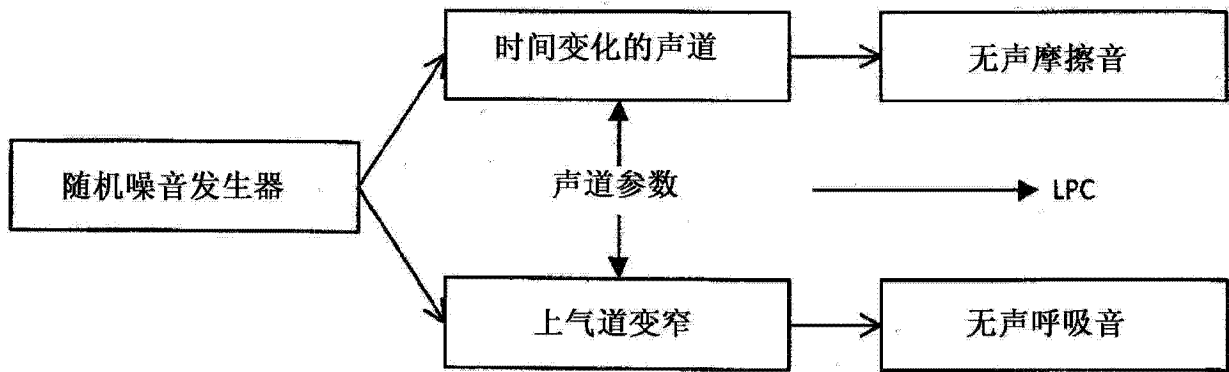 时间变化的声道
无声摩擦音
随机噪音发生器
声道参数
LPC
上气道变窄
无声呼吸音